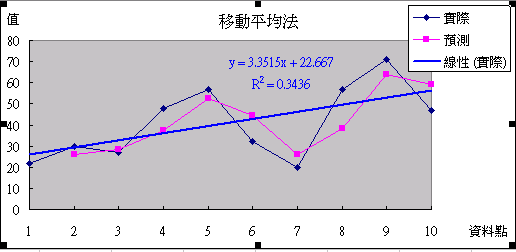 值
移動平均法
實際
預測
線性 (實際)
y = 3.3515x + 22.667
R² = 0.3436
80
70
60
50
40
30
20
10
0
1 2 3 4 5 6 7 8 9 10
資料點